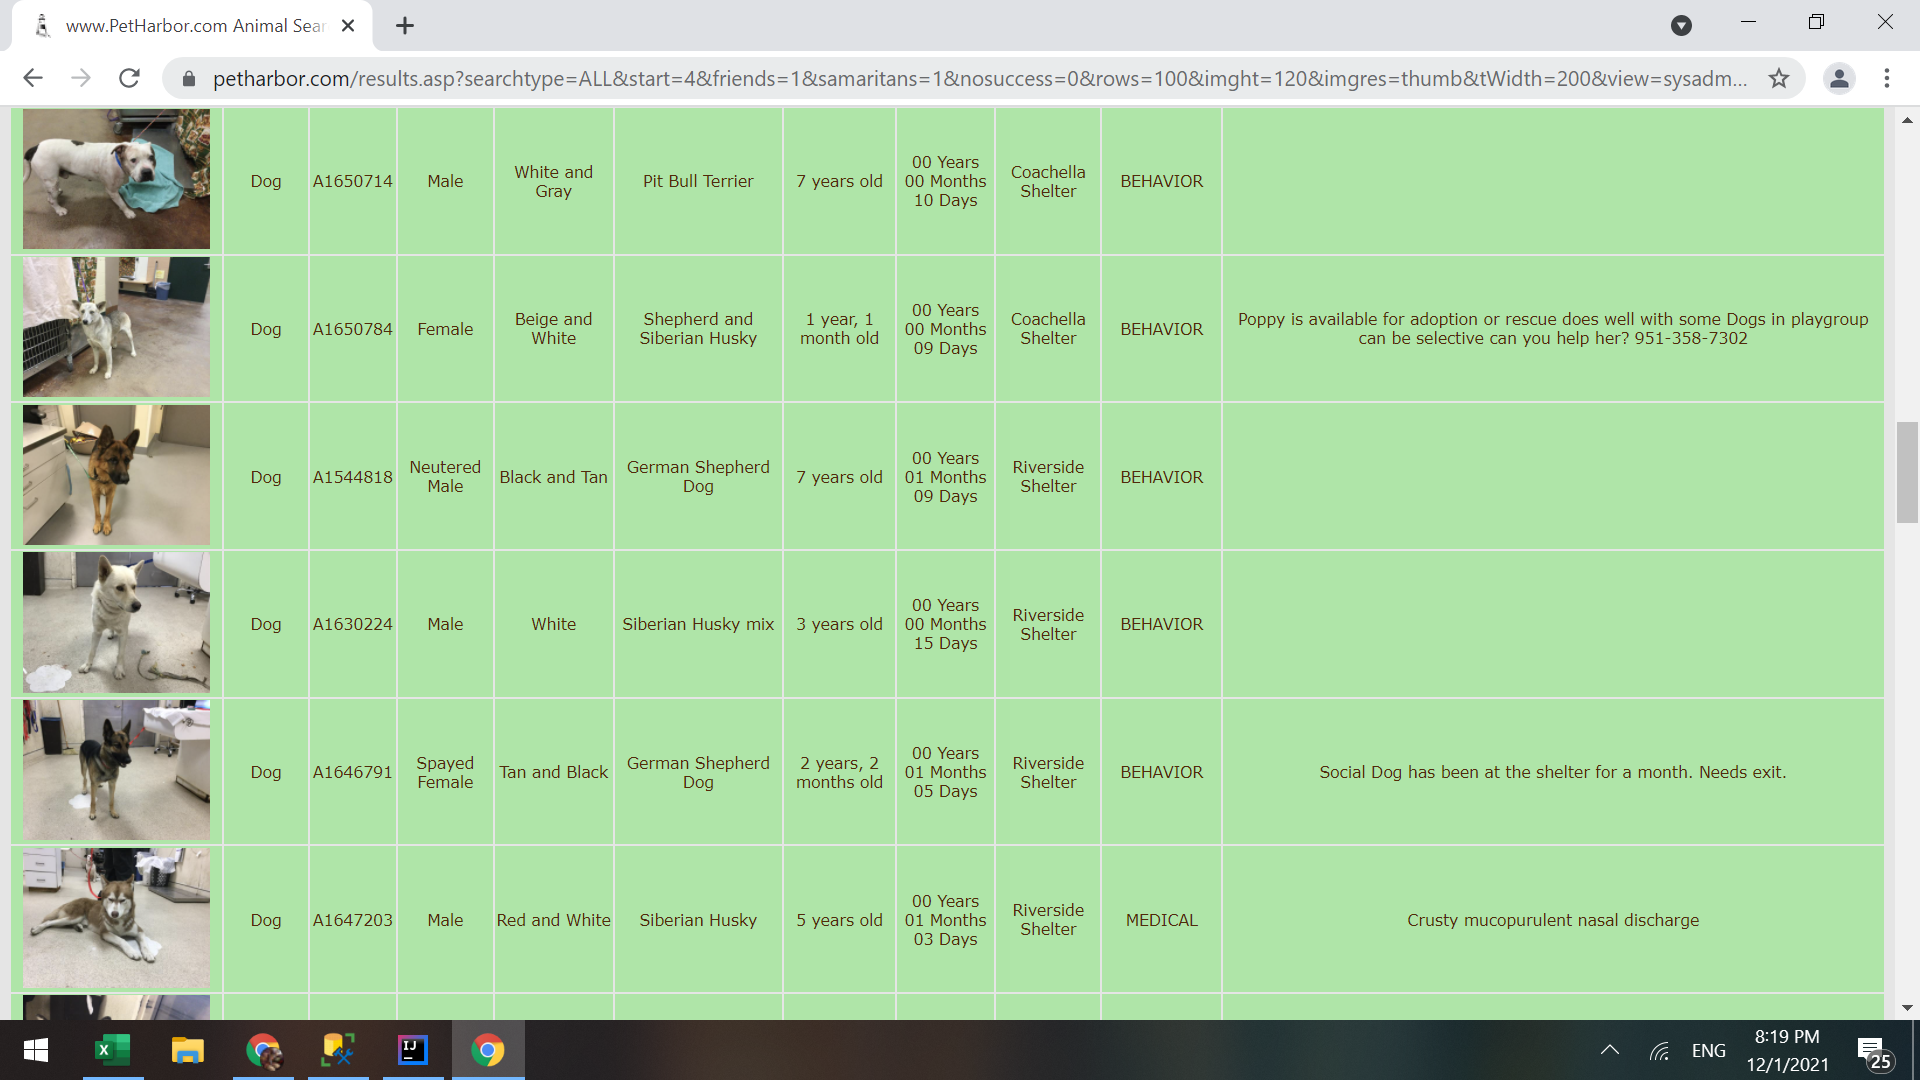 www.PetHarbor.com Animal Sear
petharbor.com/results.asp?searchtype=ALL&start=4&friends=1&samaritans=1&nosuccess=0&rows=100&imght=120&imgres=thumb&tWidth=200&view=sysadm...
Dog
A1650714
Male
White and
Gray
Pit Bull Terrier
7 years old
00 Years
00 Months
10 Days
Coachella
Shelter
BEHAVIOR
Dog
A1650784
Female
Beige and
White
Shepherd and
Siberian Husky
1 year, 1
month old
00 Years
00 Months
09 Days
Coachella
Shelter
BEHAVIOR
Poppy is available for adoption or rescue does well with some Dogs in playgroup
can be selective can you help her? 951-358-7302
Dog
A1544818
Neutered
Male
Black and Tan
German Shepherd
Dog
7 years old
00 Years
01 Months
09 Days
Riverside
Shelter
BEHAVIOR
Dog
A1630224
Male
White
Siberian Husky mix
3 years old
00 Years
00 Months
15 Days
Riverside
Shelter
BEHAVIOR
Dog
A1646791
Spayed
Female
Tan and Black
German Shepherd
Dog
2 years, 2
months old
00 Years
01 Months
05 Days
Riverside
Shelter
BEHAVIOR
Social Dog has been at the shelter for a month. Needs exit.
Dog
A1647203
Male
Red and White
Siberian Husky
5 years old
00 Years
01 Months
03 Days
Riverside
Shelter
MEDICAL
Crusty mucopurulent nasal discharge
X
IJ
ENG
8:19 PM
12/1/2021
25